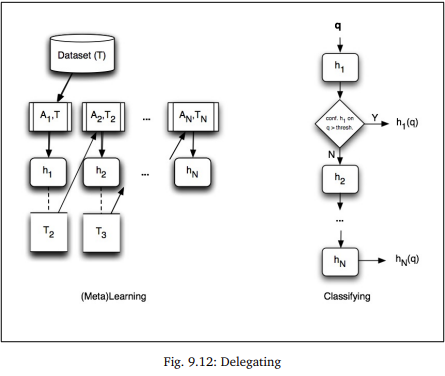 Dataset (T)
A1,T
A2,T2
...
AN,TN
h1
h2
...
hN
T2
T3
(Meta)Learning
q
h1
conf. h1 on
q > thresh.
Y
h1(q)
N
h2
...
hN
hN(q)
Classifying
Fig. 9.12: Delegating